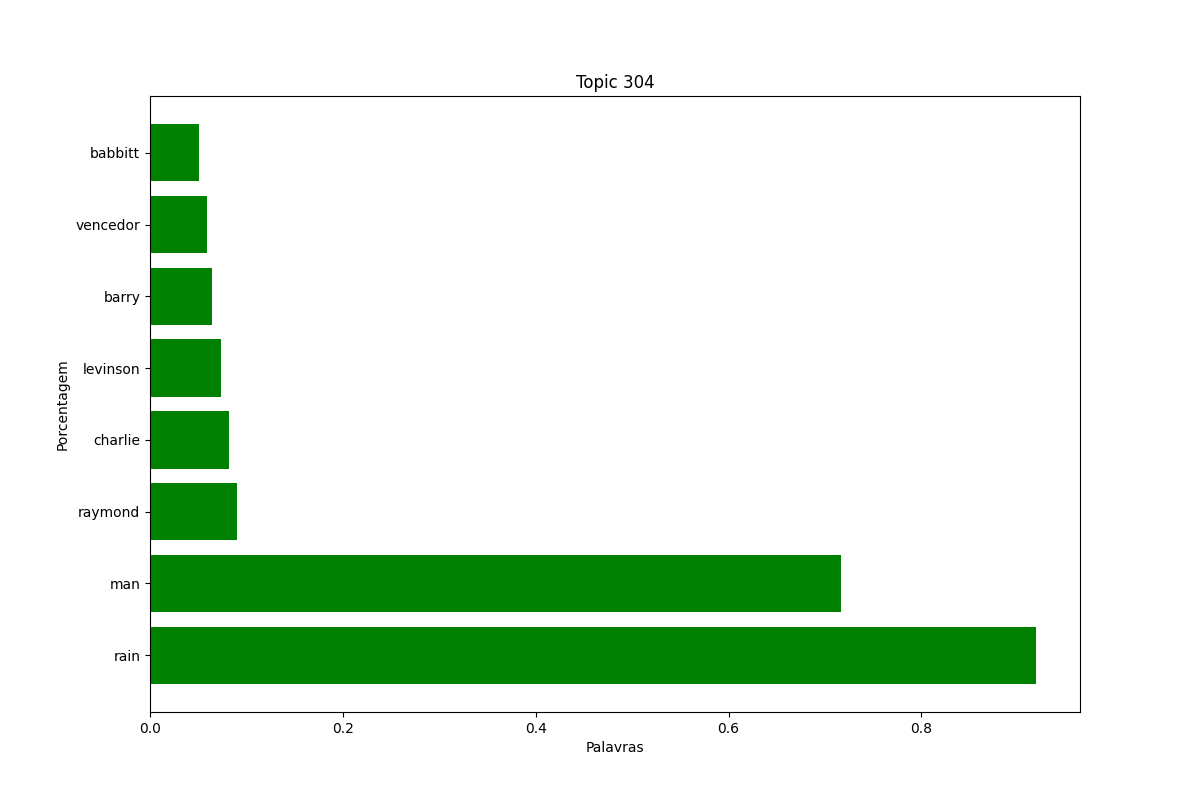 Topic 304
babbitt
vencedor
barry
levinson
charlie
raymond
man
rain
Porcentagem
0.0 0.2 0.4 0.6 0.8
Palavras